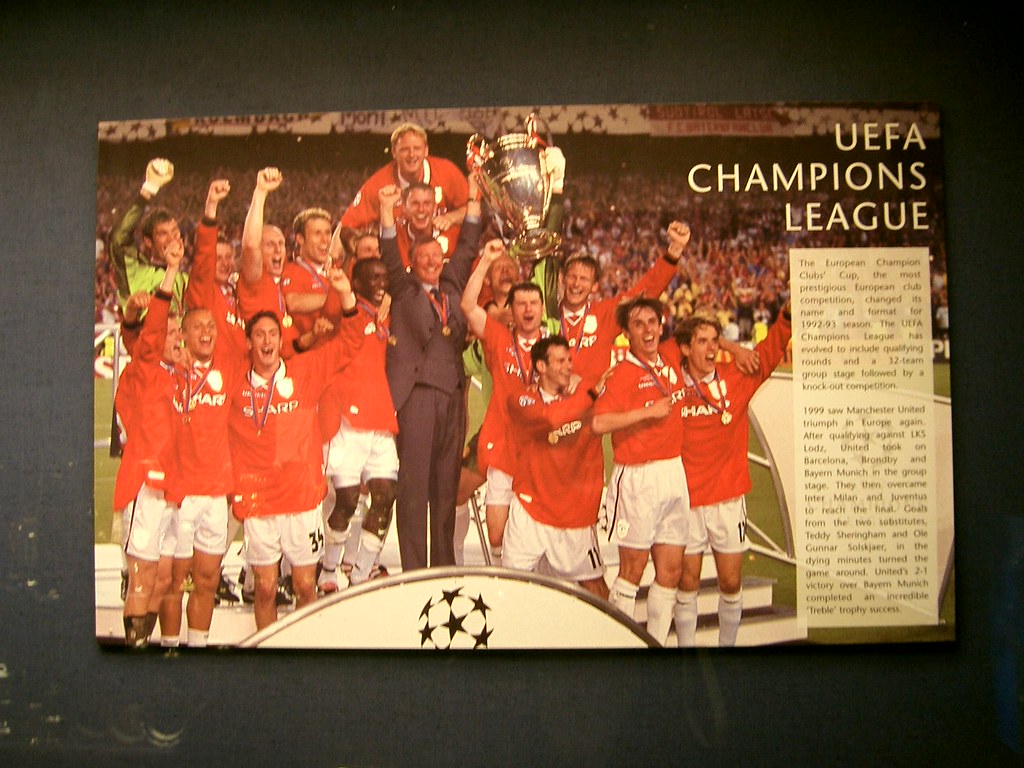 UEFA
CHAMPIONS
LEAGUE
The European Champion
Clubs' Cup, the most
prestigious European club
competition, changed its
name and format for
1992-93 season. The UEFA
Champions League has
evolved to include qualifying
rounds and a 32-team
group stage followed by a
knock-out competition.
1999 saw Manchester United
triumph in Europe again.
After qualifying against LKS
Lodz, United took on
Barcelona, Brondby and
Bayern Munich in the group
stage. They then overcame
Inter Milan and Juventus
to reach the final. Goals
from the two substitutes,
Teddy Sheringham and Ole
Gunnar Solskjaer, in the
dying minutes turned the
game around. United's 2-1
victory over Bayern Munich
completed an incredible
'Treble' trophy success.
SHARP
SHARP
34
11